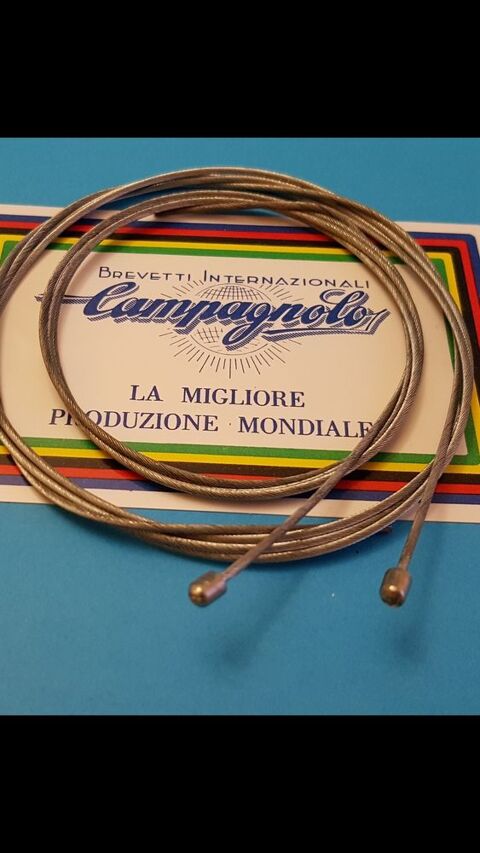 BREVETTI INTERNAZIONALI
Campagnolo
LA MIGLIORE
PRODUZIONE MONDIALE